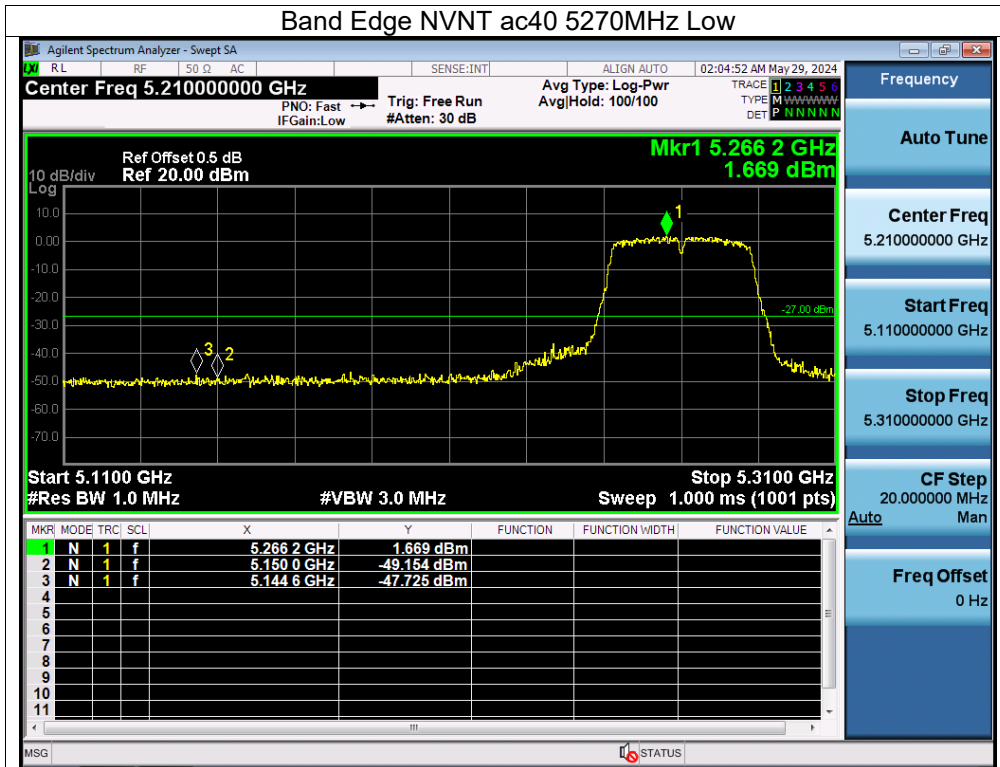 Band Edge NVNT ac40 5270MHz Low
Agilent Spectrum Analyzer - Swept SA
LXI RL RF 50 Ω AC SENSE:INT ALIGN AUTO 02:04:52 AM May 29, 2024
Center Freq 5.210000000 GHz
PNO: Fast
IFGain:Low
Trig: Free Run
#Atten: 30 dB
Avg Type: Log-Pwr
Avg|Hold: 100/100
TRACE 1 2 3 4 5 6
TYPE M WWWWW
DET P N N N N N
Frequency
Auto Tune
Center Freq
5.210000000 GHz
Start Freq
5.110000000 GHz
Stop Freq
5.310000000 GHz
CF Step
20.000000 MHz
Auto Man
Freq Offset
0 Hz
Mkr1 5.266 2 GHz
1.669 dBm
Ref Offset 0.5 dB
10 dB/div Ref 20.00 dBm
Log
10.0
0.00
-10.0
-20.0
-30.0
-40.0
-50.0
-60.0
-70.0
1
-27.00 dBm
3
2
Start 5.1100 GHz Stop 5.3100 GHz
#Res BW 1.0 MHz #VBW 3.0 MHz Sweep 1.000 ms (1001 pts)
MKR MODE TRC SCL X Y FUNCTION FUNCTION WIDTH FUNCTION VALUE
1 N 1 f 5.266 2 GHz 1.669 dBm
2 N 1 f 5.150 0 GHz -49.154 dBm
3 N 1 f 5.144 6 GHz -47.725 dBm
4
5
6
7
8
9
10
11
MSG STATUS